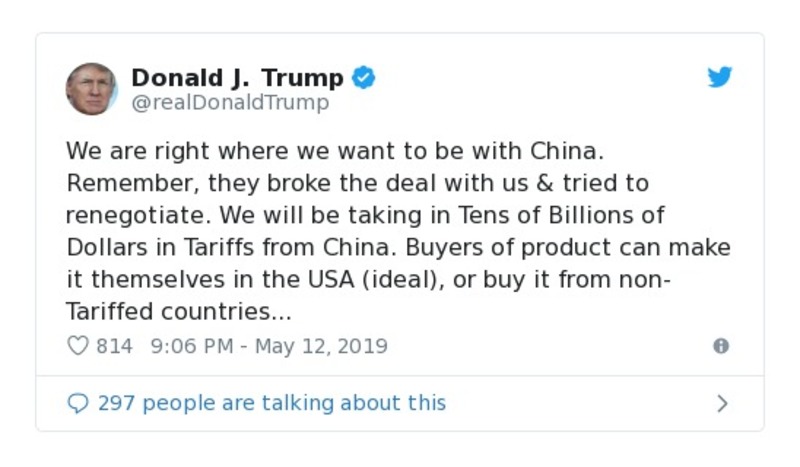 Donald J. Trump
@realDonaldTrump
We are right where we want to be with China.
Remember, they broke the deal with us & tried to
renegotiate. We will be taking in Tens of Billions of
Dollars in Tariffs from China. Buyers of product can make
it themselves in the USA (ideal), or buy it from non-
Tariffed countries...
814 9:06 PM - May 12, 2019
297 people are talking about this